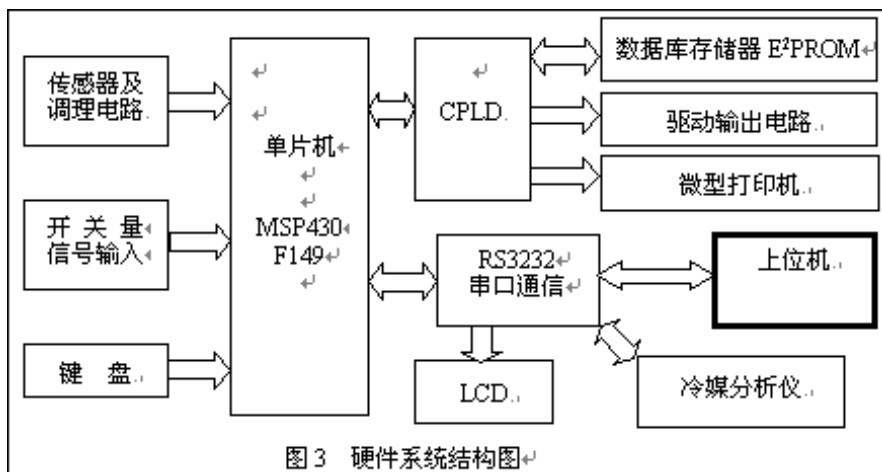 传感器及
调理电路
开关量
信号输入
键 盘
单片机
MSP430
F149
CPLD
数据库存储器 E²PROM
驱动输出电路
微型打印机
RS3232
串口通信
上位机
LCD
冷媒分析仪
图 3 硬件系统结构图